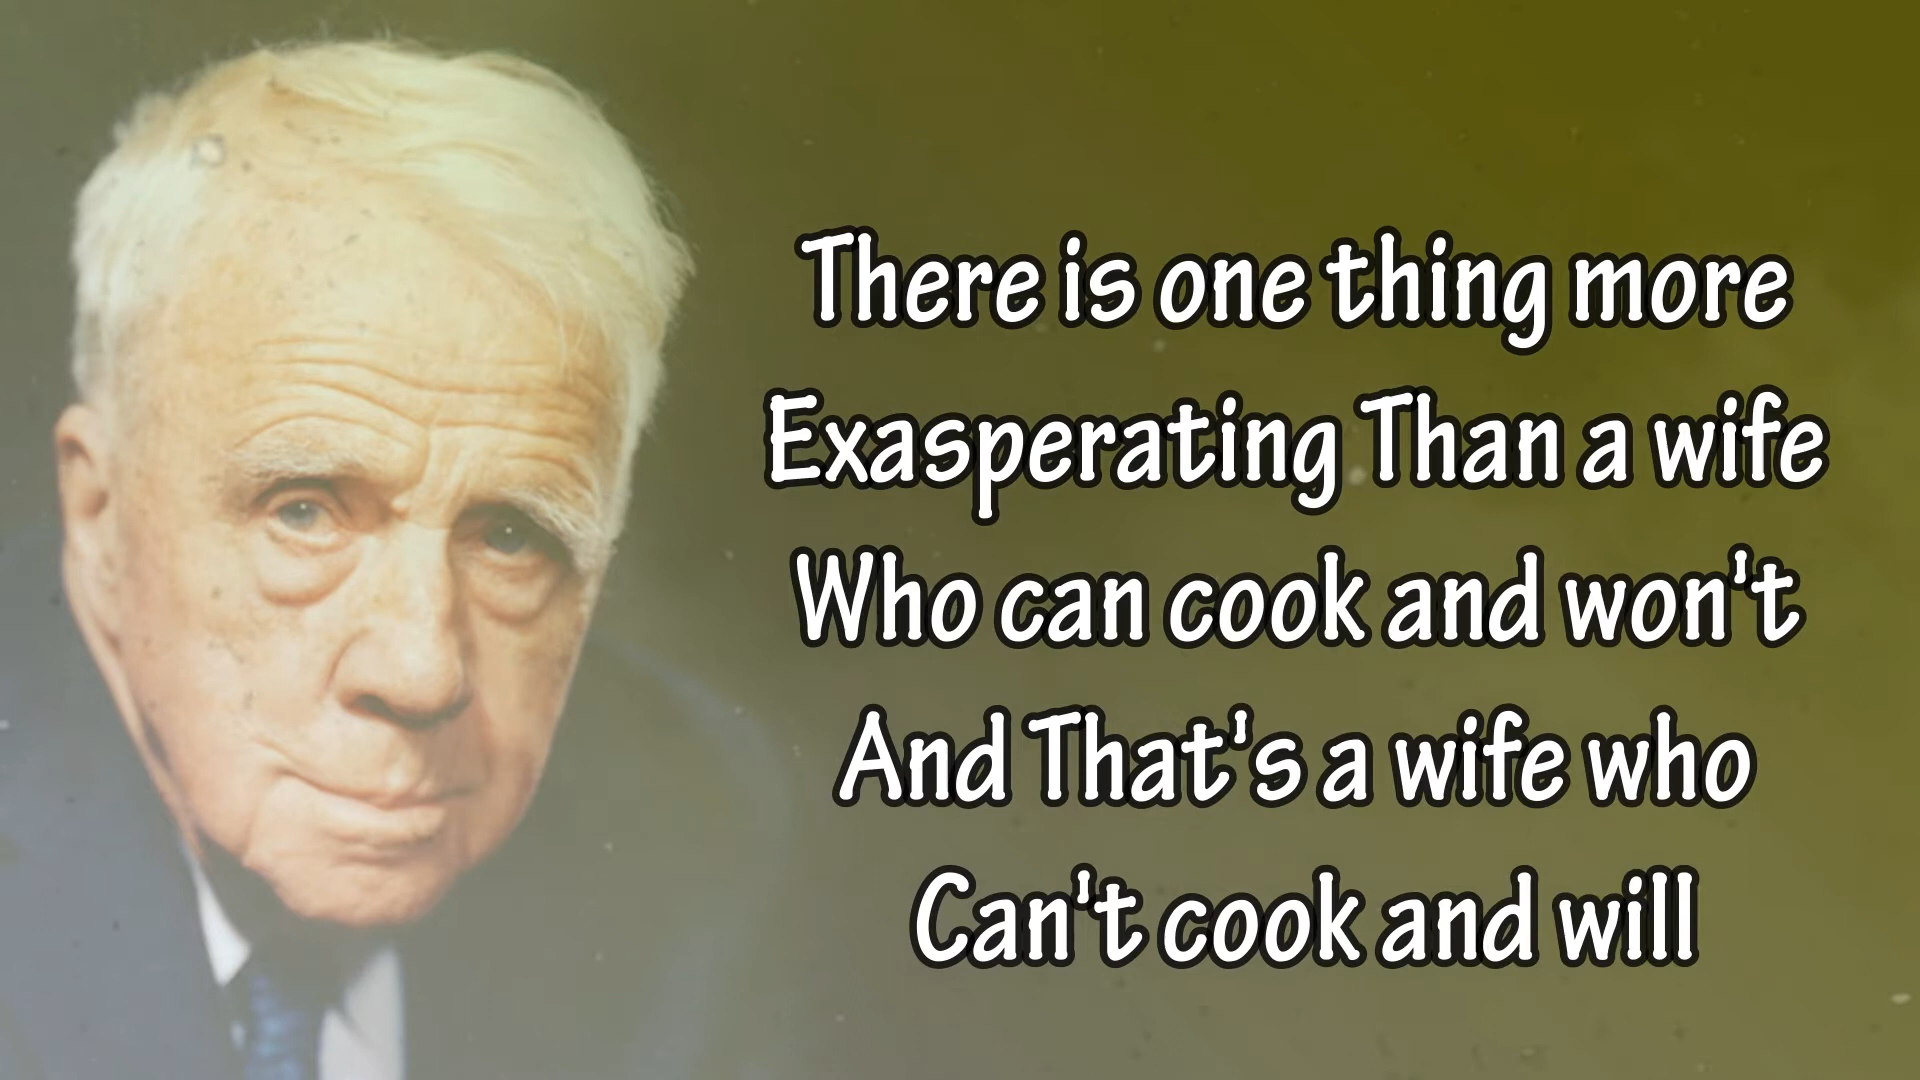 There is one thing more
Exasperating Than a wife
Who can cook and won't
And That's a wife who
Can't cook and will